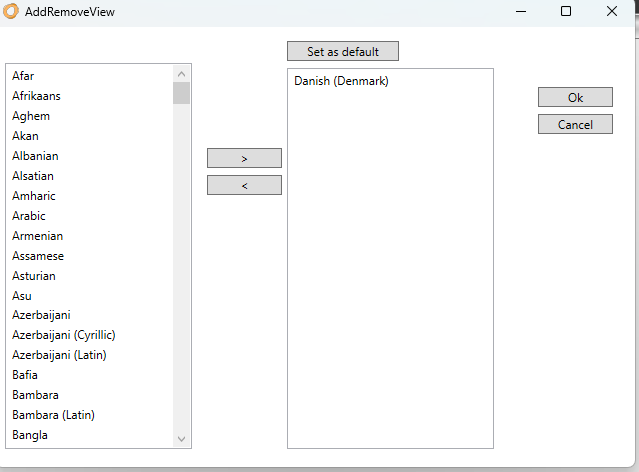 AddRemoveView
Set as default
Afar
Afrikaans
Aghem
Akan
Albanian
Alsatian
Amharic
Arabic
Armenian
Assamese
Asturian
Asu
Azerbaijani
Azerbaijani (Cyrillic)
Azerbaijani (Latin)
Bafia
Bambara
Bambara (Latin)
Bangla
>
<
Danish (Denmark)
Ok
Cancel